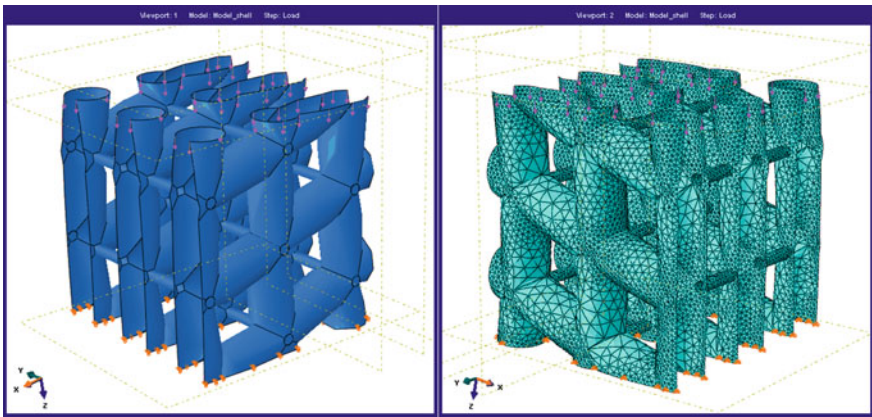 Viewport: 1 Model: Model_shell Step: Load
Viewport: 2 Model: Model_shell Step: Load
Y
X
Z
Y
X
Z